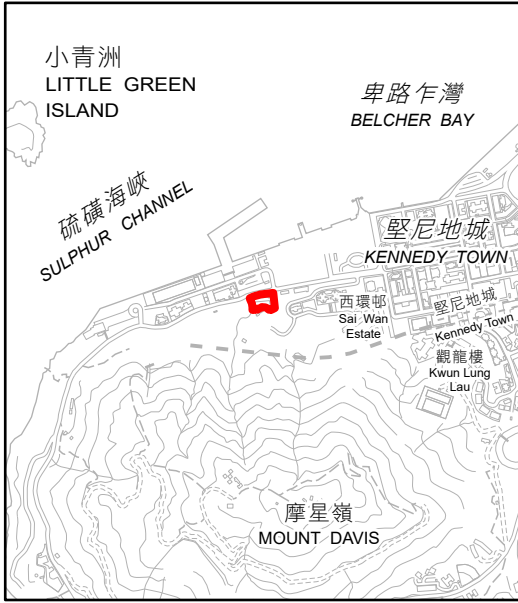 小青洲
LITTLE GREEN
ISLAND
卑路乍灣
BELCHER BAY
硫磺海峽
SULPHUR CHANNEL
堅尼地城
KENNEDY TOWN
西環邨
Sai Wan
Estate
堅尼地城
Kennedy Town
觀龍樓
Kwun Lung
Lau
摩星嶺
MOUNT DAVIS